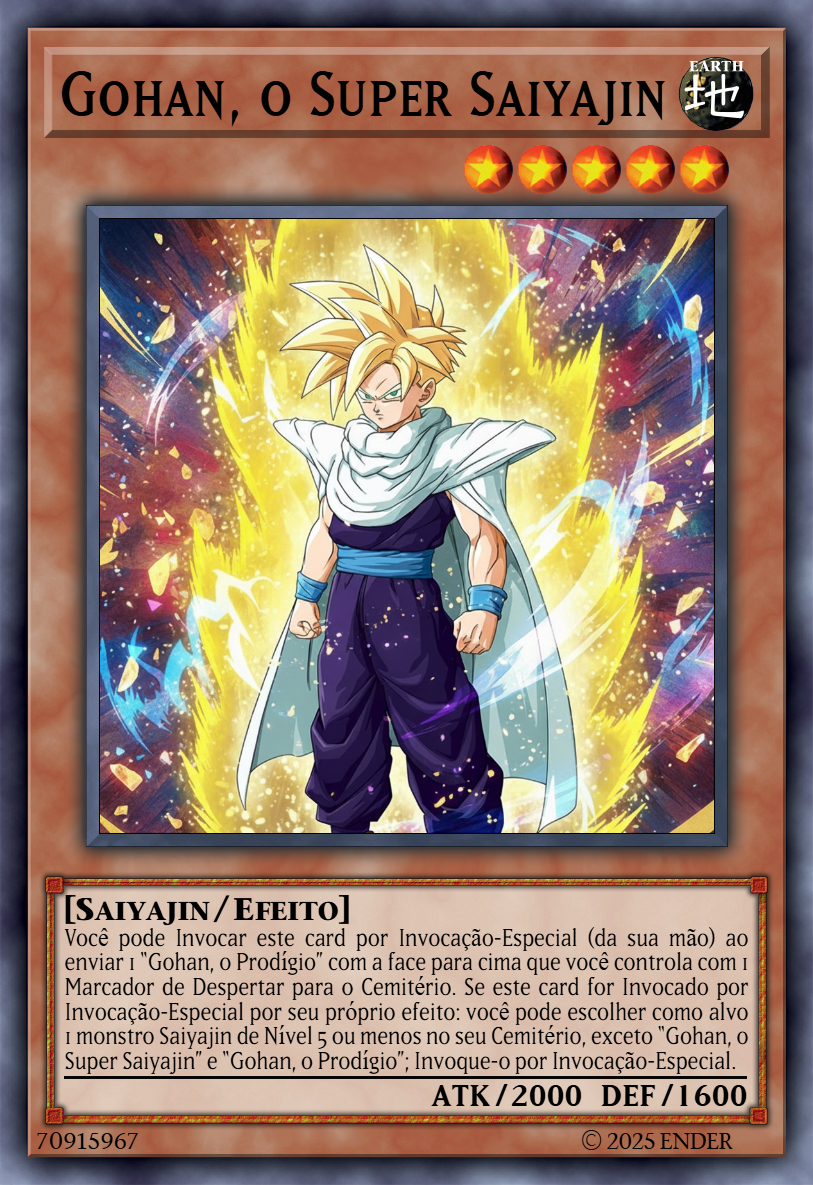 Gohan, o Super Saiyajin
EARTH
地
[Saiyajin/Efeito]
Você pode Invocar este card por Invocação-Especial (da sua mão) ao
enviar 1 "Gohan, o Prodígio" com a face para cima que você controla com 1
Marcador de Despertar para o Cemitério. Se este card for Invocado por
Invocação-Especial por seu próprio efeito: você pode escolher como alvo
1 monstro Saiyajin de Nível 5 ou menos no seu Cemitério, exceto "Gohan, o
Super Saiyajin" e "Gohan, o Prodígio"; Invoque-o por Invocação-Especial.
ATK/2000 DEF/1600
70915967
© 2025 ENDER